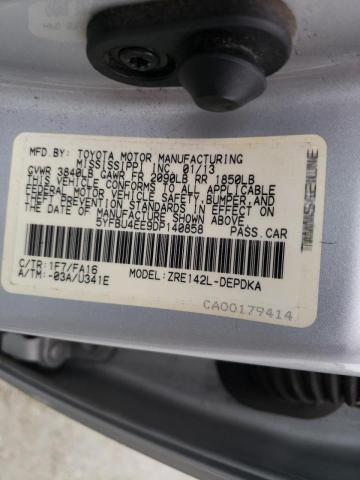 MFD.BY: TOYOTA MOTOR MANUFACTURING
MISSISSIPPI, INC. 01/13
GVWR 3840LB GAWR FR 2090LB RR 1850LB
THIS VEHICLE CONFORMS TO ALL APPLICABLE
FEDERAL MOTOR VEHICLE SAFETY,BUMPER,AND
THEFT PREVENTION STANDARDS IN EFFECT ON
THE DATE OF MANUFACTURE SHOWN ABOVE.
5YFBU4EE9DP140858 PASS.CAR
C/TR:1F7/FA16
A/TM:-03A/U341E MODEL:ZRE142L-DEPDKA
CA00179414